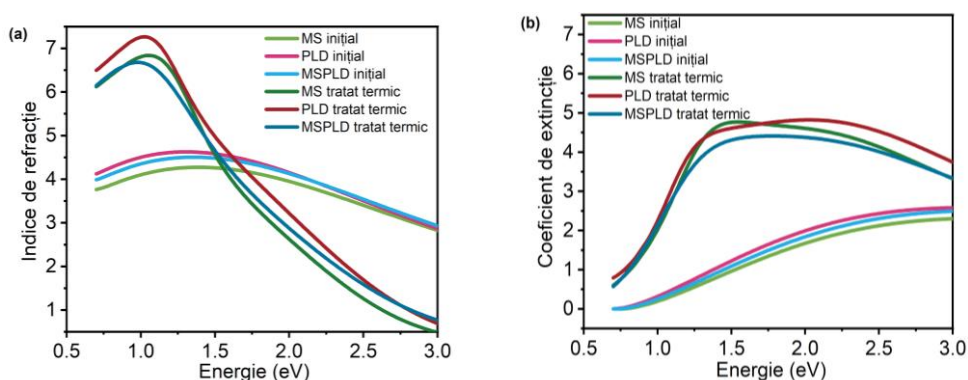 (a)
Indice de refracție
7
6
5
4
3
2
1
MS inițial
PLD inițial
MSPLD inițial
MS tratat termic
PLD tratat termic
MSPLD tratat termic
0.5 1.0 1.5 2.0 2.5 3.0
Energie (eV)
(b)
Coeficient de extincție
7
6
5
4
3
2
1
0
MS inițial
PLD inițial
MSPLD inițial
MS tratat termic
PLD tratat termic
MSPLD tratat termic
0.5 1.0 1.5 2.0 2.5 3.0
Energie (eV)